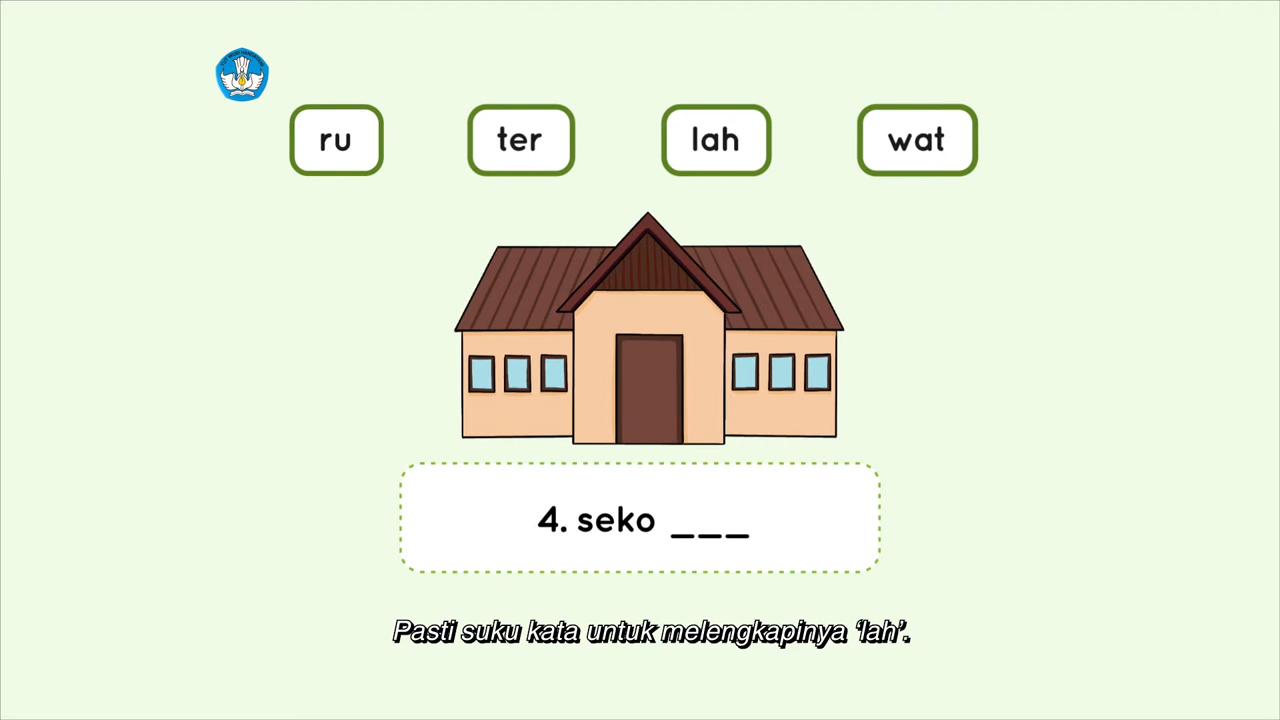 ru ter lah wat
4. seko ___
Pasti suku kata untuk melengkapinya ‘lah’.